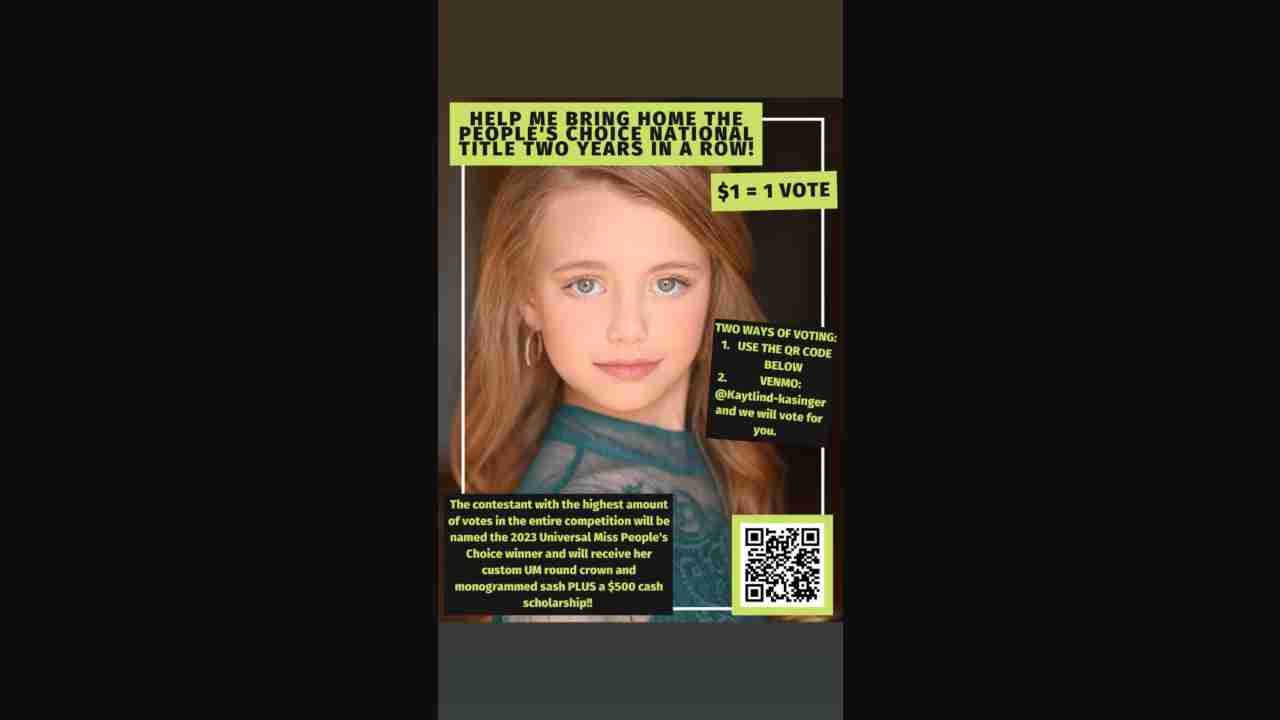 HELP ME BRING HOME THE
PEOPLE'S CHOICE NATIONAL
TITLE TWO YEARS IN A ROW!
$1 = 1 VOTE
TWO WAYS OF VOTING:
1. USE THE QR CODE
BELOW
2. VENMO:
@Kaytlind-kasinger
and we will vote for
you.
The contestant with the highest amount
of votes in the entire competition will be
named the 2023 Universal Miss People's
Choice winner and will receive her
custom UM round crown and
monogrammed sash PLUS a $500 cash
scholarship!!